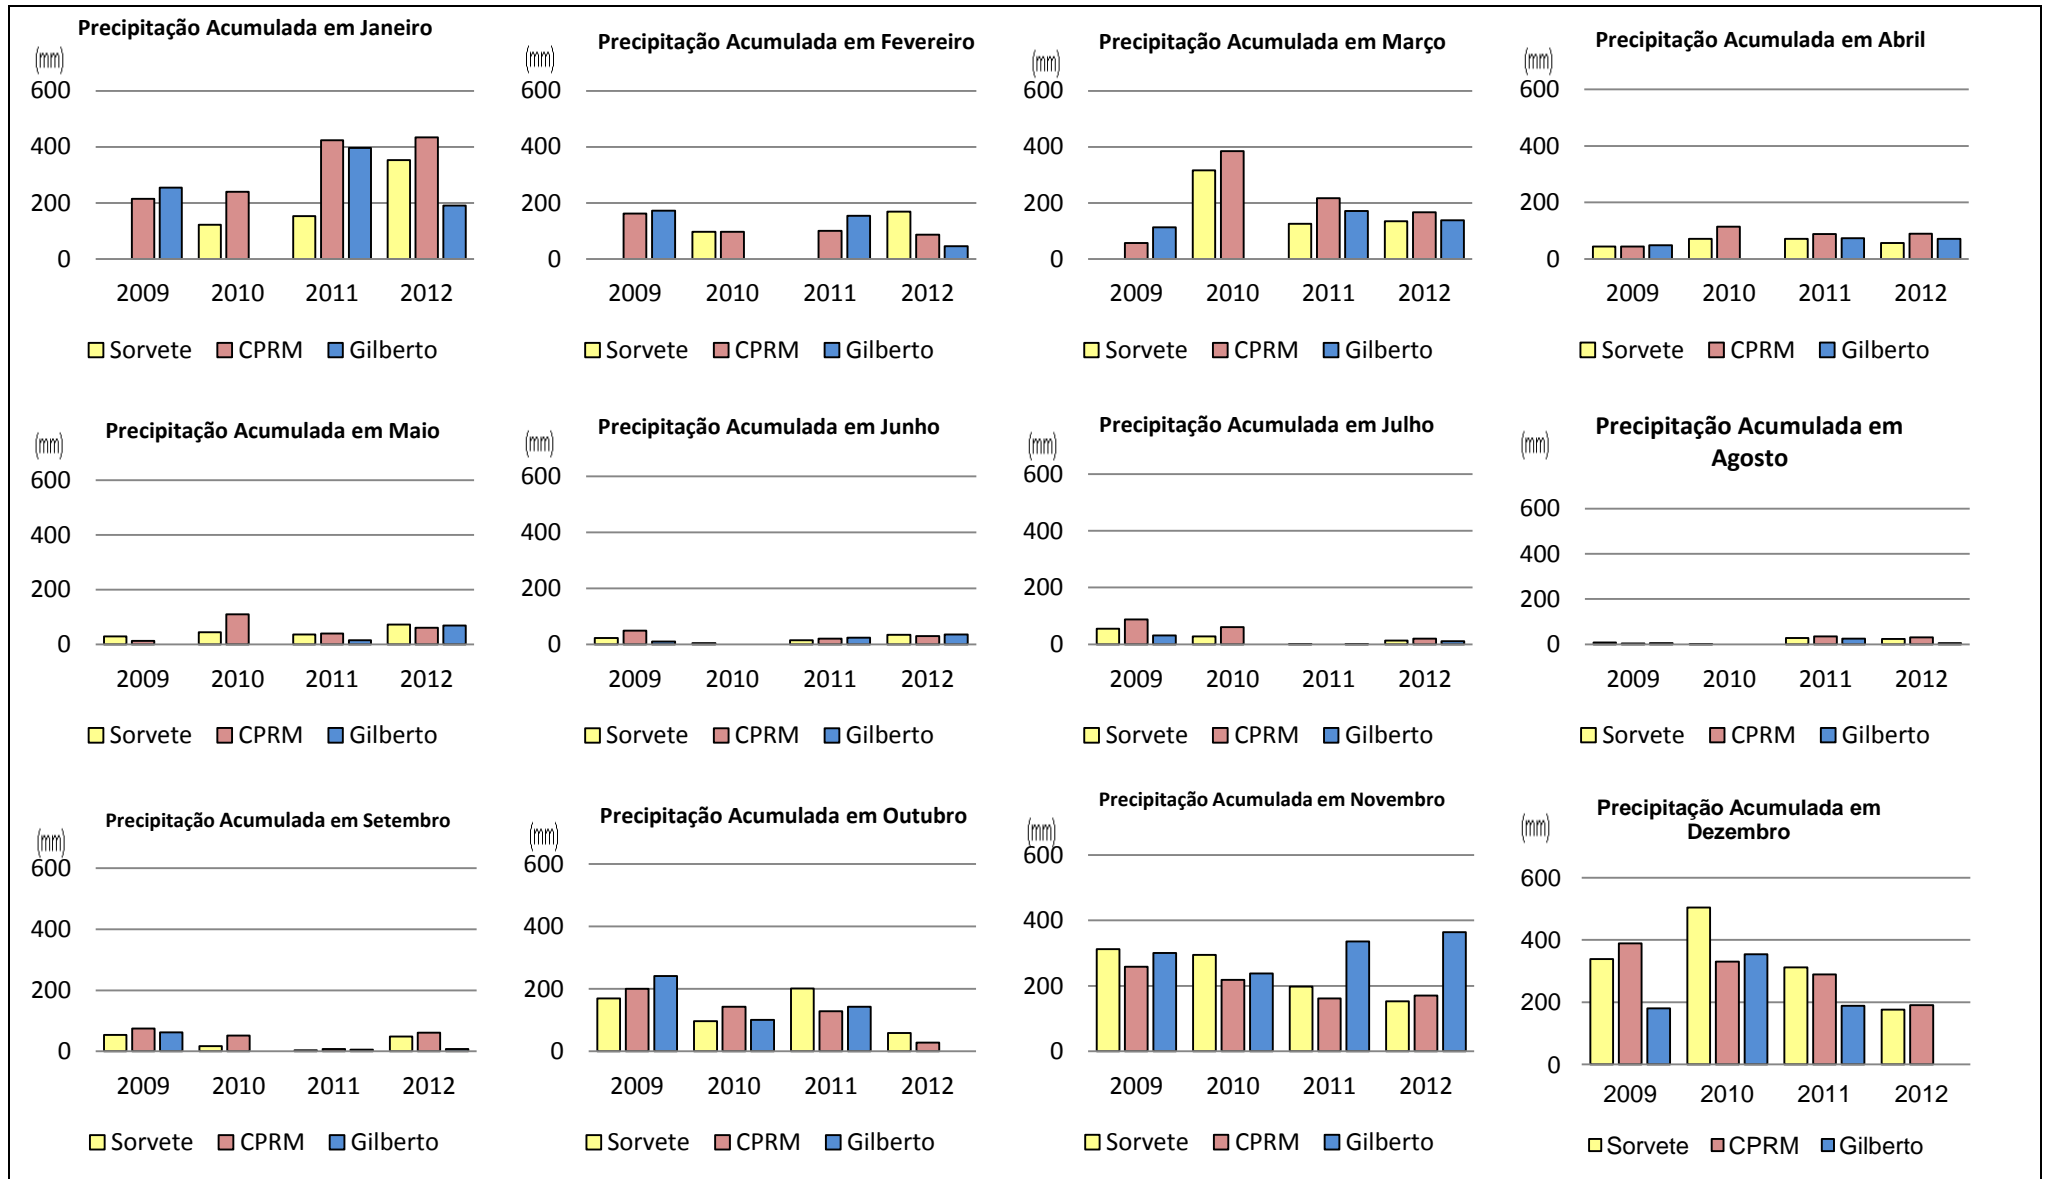 Precipitação Acumulada em Janeiro
(mm)
600
400
200
0
2009 2010 2011 2012
Sorvete CPRM Gilberto
Precipitação Acumulada em Fevereiro
(mm)
600
400
200
0
2009 2010 2011 2012
Sorvete CPRM Gilberto
Precipitação Acumulada em Março
(mm)
600
400
200
0
2009 2010 2011 2012
Sorvete CPRM Gilberto
Precipitação Acumulada em Abril
(mm)
600
400
200
0
2009 2010 2011 2012
Sorvete CPRM Gilberto
Precipitação Acumulada em Maio
(mm)
600
400
200
0
2009 2010 2011 2012
Sorvete CPRM Gilberto
Precipitação Acumulada em Junho
(mm)
600
400
200
0
2009 2010 2011 2012
Sorvete CPRM Gilberto
Precipitação Acumulada em Julho
(mm)
600
400
200
0
2009 2010 2011 2012
Sorvete CPRM Gilberto
Precipitação Acumulada em
Agosto
(mm)
600
400
200
0
2009 2010 2011 2012
Sorvete CPRM Gilberto
Precipitação Acumulada em Setembro
(mm)
600
400
200
0
2009 2010 2011 2012
Sorvete CPRM Gilberto
Precipitação Acumulada em Outubro
(mm)
600
400
200
0
2009 2010 2011 2012
Sorvete CPRM Gilberto
Precipitação Acumulada em Novembro
(mm)
600
400
200
0
2009 2010 2011 2012
Sorvete CPRM Gilberto
Precipitação Acumulada em
Dezembro
(mm)
600
400
200
0
2009 2010 2011 2012
Sorvete CPRM Gilberto